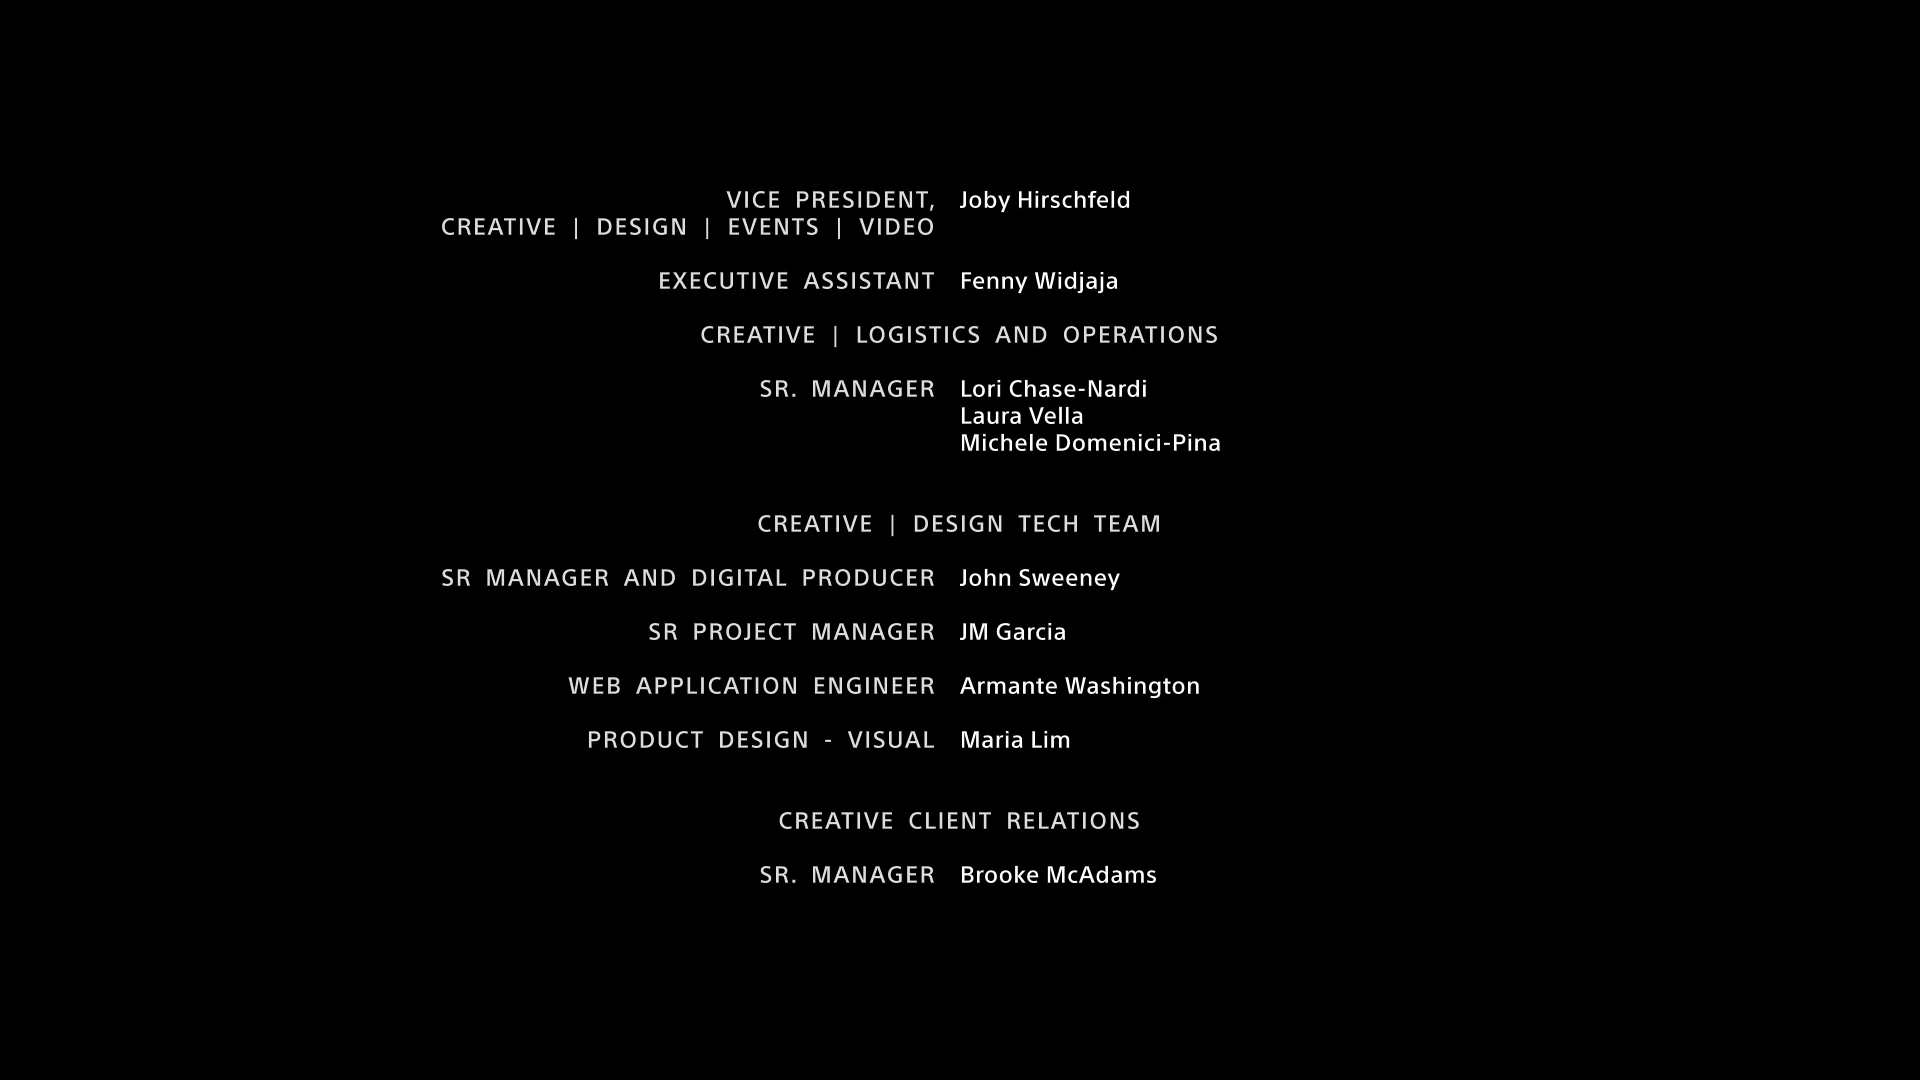 VICE PRESIDENT, Joby Hirschfeld
CREATIVE | DESIGN | EVENTS | VIDEO
EXECUTIVE ASSISTANT Fenny Widjaja
CREATIVE | LOGISTICS AND OPERATIONS
SR. MANAGER Lori Chase-Nardi
Laura Vella
Michele Domenici-Pina
CREATIVE | DESIGN TECH TEAM
SR MANAGER AND DIGITAL PRODUCER John Sweeney
SR PROJECT MANAGER JM Garcia
WEB APPLICATION ENGINEER Armante Washington
PRODUCT DESIGN - VISUAL Maria Lim
CREATIVE CLIENT RELATIONS
SR. MANAGER Brooke McAdams